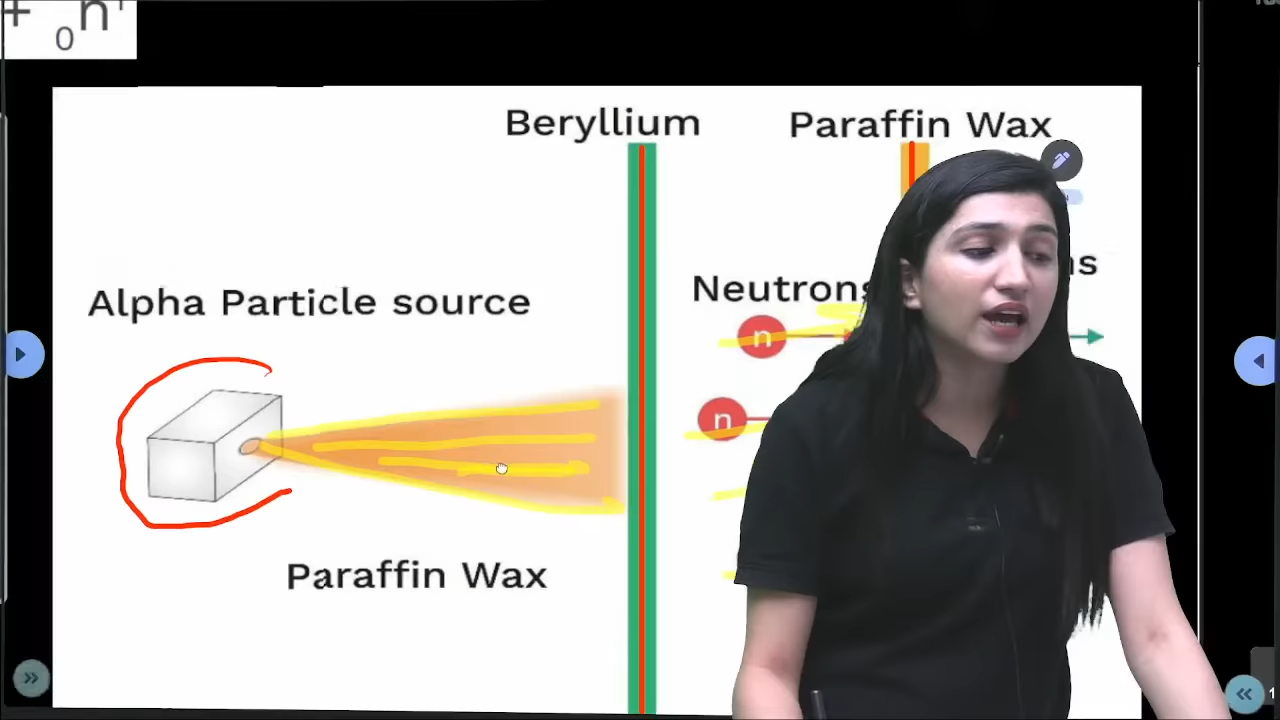 + ₀n¹
Beryllium
Paraffin Wax
Alpha Particle source
Neutrons
n
n
Paraffin Wax